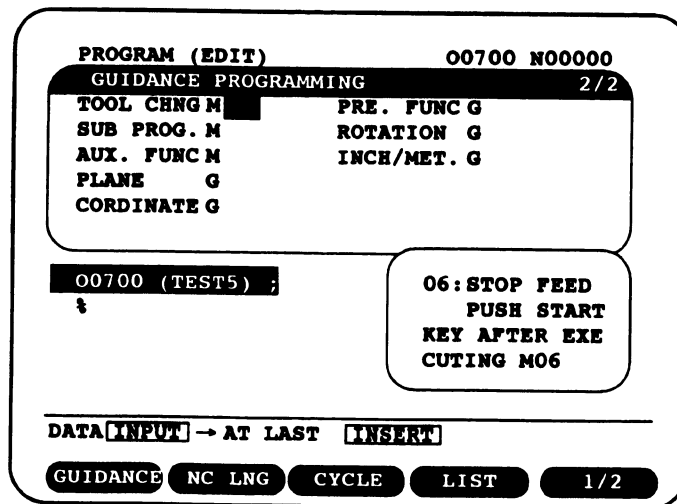 PROGRAM (EDIT) O0700 N00000
GUIDANCE PROGRAMMING 2/2
TOOL CHNG M PRE. FUNC G
SUB PROG. M ROTATION G
AUX. FUNC M INCH/MET. G
PLANE G
CORDINATE G
O0700 (TEST5) ;
%
06:STOP FEED
PUSH START
KEY AFTER EXE
CUTING M06
DATA INPUT → AT LAST INSERT
GUIDANCE NC LNG CYCLE LIST 1/2